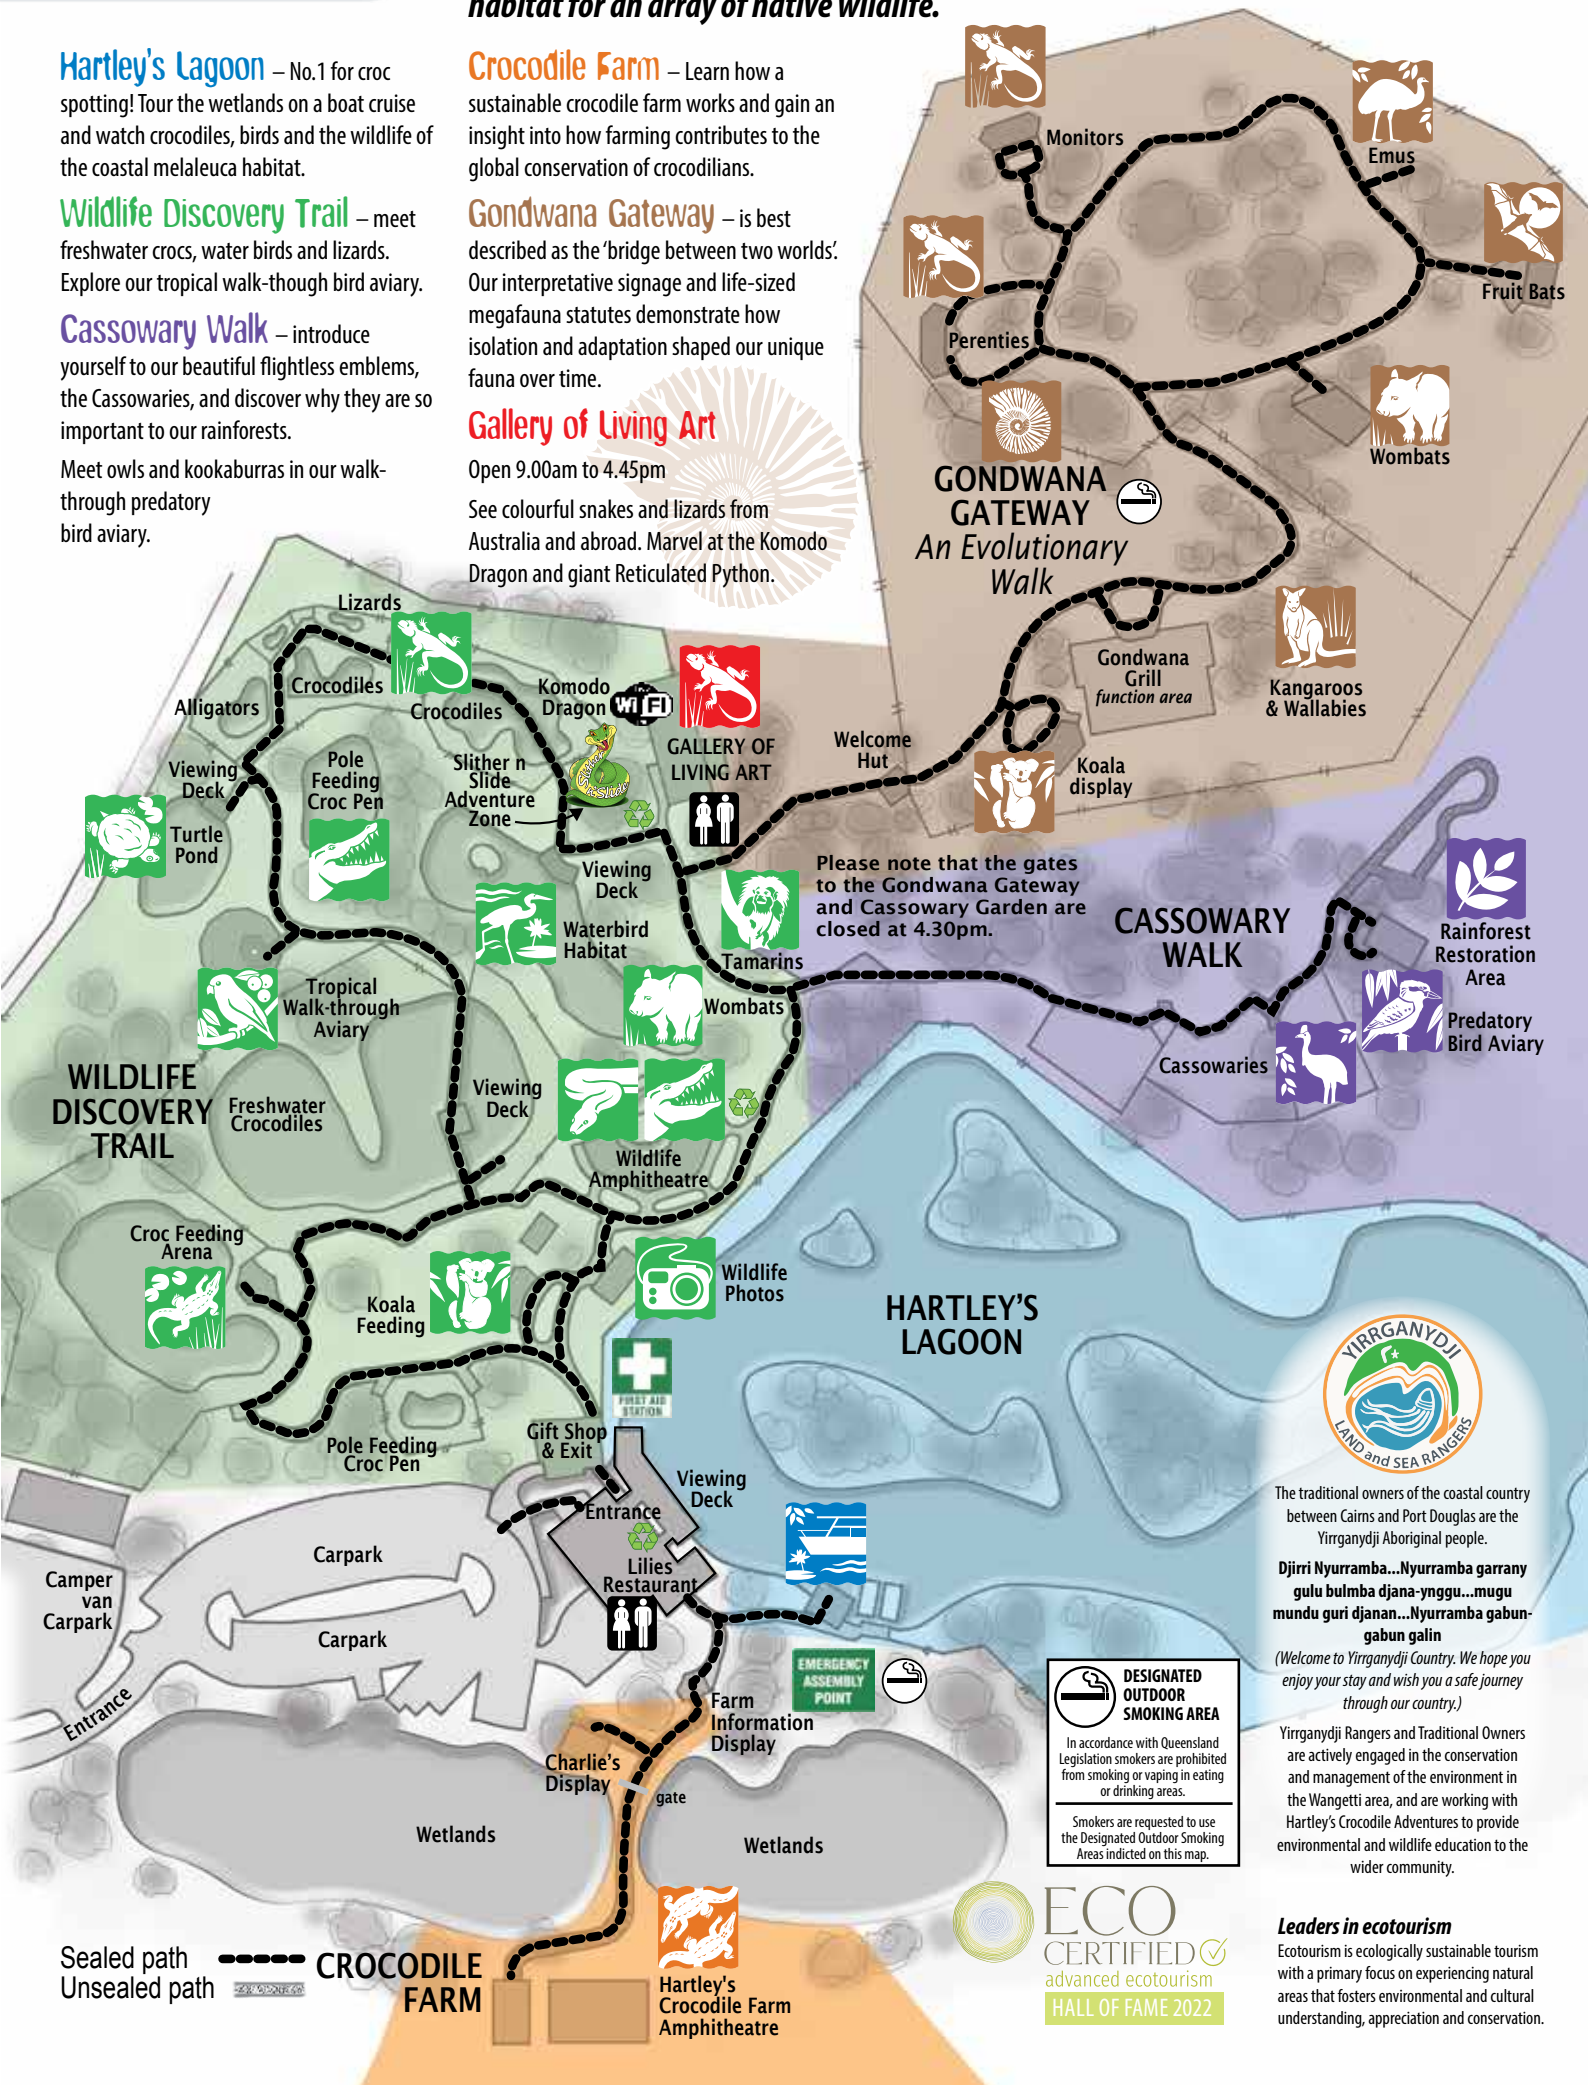 habitat for an array of native wildlife.
Hartley's Lagoon – No.1 for croc
spotting! Tour the wetlands on a boat cruise
and watch crocodiles, birds and the wildlife of
the coastal melaleuca habitat.
Wildlife Discovery Trail – meet
freshwater crocs, water birds and lizards.
Explore our tropical walk-though bird aviary.
Cassowary Walk – introduce
yourself to our beautiful flightless emblems,
the Cassowaries, and discover why they are so
important to our rainforests.
Meet owls and kookaburras in our walk-
through predatory
bird aviary.
Crocodile Farm – Learn how a
sustainable crocodile farm works and gain an
insight into how farming contributes to the
global conservation of crocodilians.
Gondwana Gateway – is best
described as the 'bridge between two worlds'.
Our interpretative signage and life-sized
megafauna statutes demonstrate how
isolation and adaptation shaped our unique
fauna over time.
Gallery of Living Art
Open 9.00am to 4.45pm
See colourful snakes and lizards from
Australia and abroad. Marvel at the Komodo
Dragon and giant Reticulated Python.
Monitors
Emus
Fruit Bats
Perenties
Wombats
GONDWANA
GATEWAY
An Evolutionary
Walk
Gondwana
Grill
function area
Kangaroos
& Wallabies
Welcome
Hut
Koala
display
Lizards
Crocodiles
Crocodiles
Alligators
Komodo
Dragon
WiFi
GALLERY OF
LIVING ART
Viewing
Deck
Pole
Feeding
Croc Pen
Slither n
Slide
Adventure
Zone
Slither
n Slide
Turtle
Pond
Viewing
Deck
Waterbird
Habitat
Tamarins
Please note that the gates
to the Gondwana Gateway
and Cassowary Garden are
closed at 4.30pm.
CASSOWARY
WALK
Rainforest
Restoration
Area
Predatory
Bird Aviary
Cassowaries
Tropical
Walk-through
Aviary
Wombats
WILDLIFE
DISCOVERY
TRAIL
Freshwater
Crocodiles
Viewing
Deck
Wildlife
Amphitheatre
Croc Feeding
Arena
Koala
Feeding
Wildlife
Photos
HARTLEY'S
LAGOON
FIRST AID
STATION
Gift Shop
& Exit
Pole Feeding
Croc Pen
Viewing
Deck
Entrance
Lilies
Restaurant
Carpark
Carpark
Camper
van
Carpark
Entrance
EMERGENCY
ASSEMBLY
POINT
Farm
Information
Display
Charlie's
Display
gate
Wetlands
Wetlands
Sealed path
Unsealed path
CROCODILE
FARM
Hartley's
Crocodile Farm
Amphitheatre
DESIGNATED
OUTDOOR
SMOKING AREA
In accordance with Queensland
Legislation smokers are prohibited
from smoking or vaping in eating
or drinking areas.
Smokers are requested to use
the Designated Outdoor Smoking
Areas indicted on this map.
ECO
CERTIFIED
advanced ecotourism
HALL OF FAME 2022
YIRRGANYDJI
LAND and SEA RANGERS
The traditional owners of the coastal country
between Cairns and Port Douglas are the
Yirrganydji Aboriginal people.
Djirri Nyurramba...Nyurramba garrany
gulu bulmba djana-ynggu...mugu
mundu guri djanan...Nyurramba gabun-
gabun galin
(Welcome to Yirrganydji Country. We hope you
enjoy your stay and wish you a safe journey
through our country.)
Yirrganydji Rangers and Traditional Owners
are actively engaged in the conservation
and management of the environment in
the Wangetti area, and are working with
Hartley's Crocodile Adventures to provide
environmental and wildlife education to the
wider community.
Leaders in ecotourism
Ecotourism is ecologically sustainable tourism
with a primary focus on experiencing natural
areas that fosters environmental and cultural
understanding, appreciation and conservation.